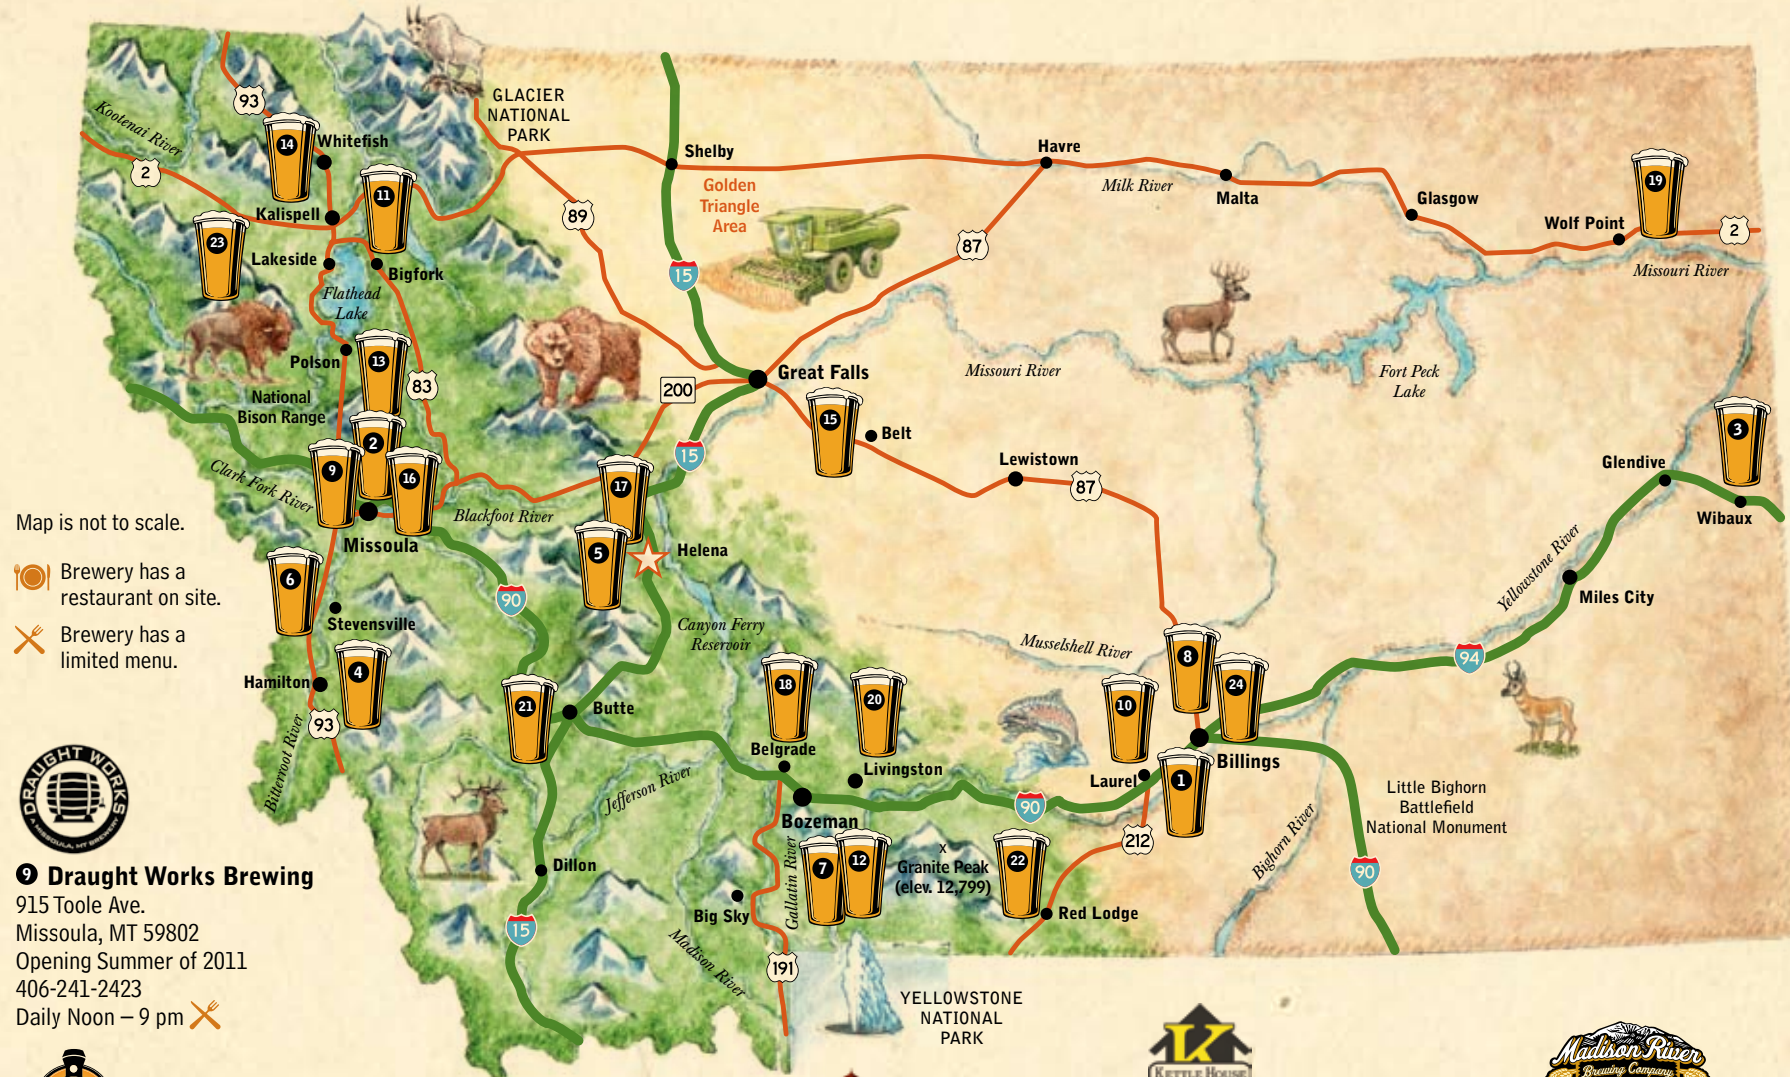 GLACIER
NATIONAL
PARK
93
Kootenai River
14
Whitefish
2
Shelby
Havre
11
Golden
Triangle
Area
Milk River
Malta
Glasgow
19
Kalispell
89
87
Wolf Point
2
23
Lakeside
Bigfork
15
Missouri River
Flathead
Lake
Polson
13
83
200
Great Falls
Missouri River
Fort Peck
Lake
National
Bison Range
15
Belt
3
2
9
16
17
15
Lewistown
87
Glendive
Wibaux
Clark Fork River
Blackfoot River
Map is not to scale.
Missoula
5
Helena
Yellowstone River
Miles City
Brewery has a
restaurant on site.
6
90
Stevensville
Canyon Ferry
Reservoir
Musselshell River
94
Brewery has a
limited menu.
Hamilton
4
8
24
18
20
10
21
Butte
93
Bitterroot River
Belgrade
Livingston
Billings
Laurel
1
Jefferson River
90
Little Bighorn
Battlefield
National Monument
Bozeman
212
Bighorn River
DRAUGHT WORKS
A MISSOULA, MT BREWERY
Dillon
7
12
x
Granite Peak
(elev. 12,799)
22
90
9 Draught Works Brewing
915 Toole Ave.
Missoula, MT 59802
Opening Summer of 2011
406-241-2423
Daily Noon – 9 pm
Big Sky
Gallatin River
Red Lodge
15
Madison River
191
YELLOWSTONE
NATIONAL
PARK
K
KETTLE HOUSE
Madison River
Brewing Company